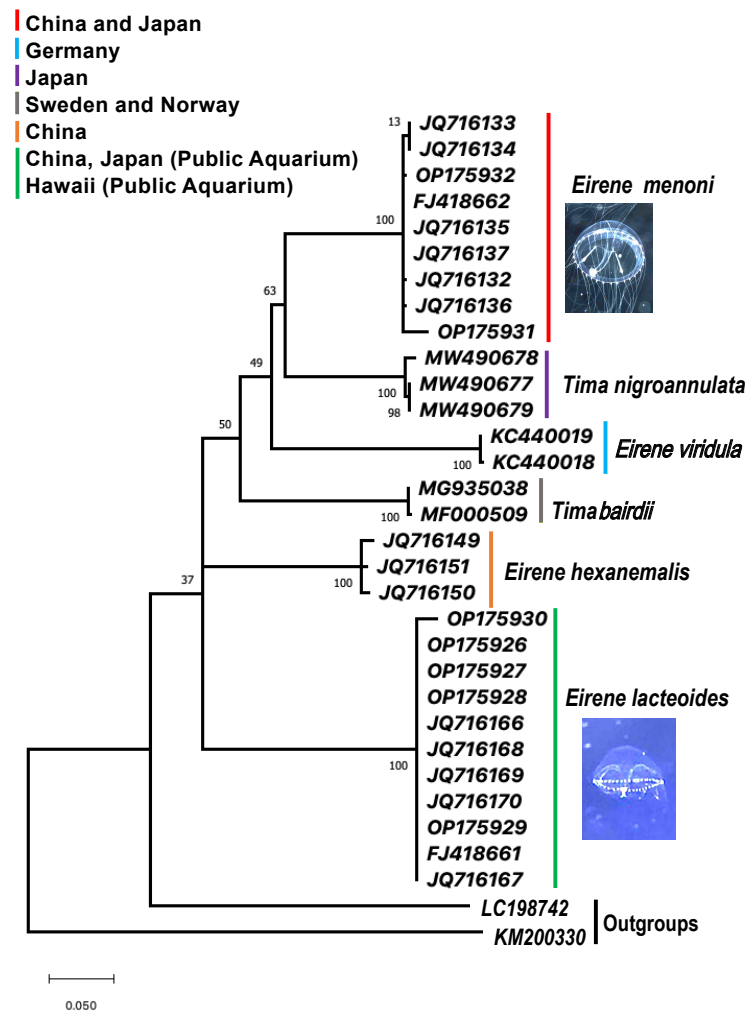 China and Japan
Germany
Japan
Sweden and Norway
China
China, Japan (Public Aquarium)
Hawaii (Public Aquarium)
13
JQ716133
JQ716134
OP175932
Eirene menoni
FJ418662
100
JQ716135
JQ716137
JQ716132
63
JQ716136
OP175931
MW490678
49
MW490677
Tima nigroannulata
100
98
MW490679
50
KC440019
Eirene viridula
100
KC440018
MG935038
100
MF000509
Tima bairdii
JQ716149
37
JQ716151
Eirene hexanemalis
100
JQ716150
OP175930
OP175926
OP175927
OP175928
Eirene lacteoides
JQ716166
JQ716168
100
JQ716169
JQ716170
OP175929
FJ418661
JQ716167
LC198742
Outgroups
KM200330
0.050